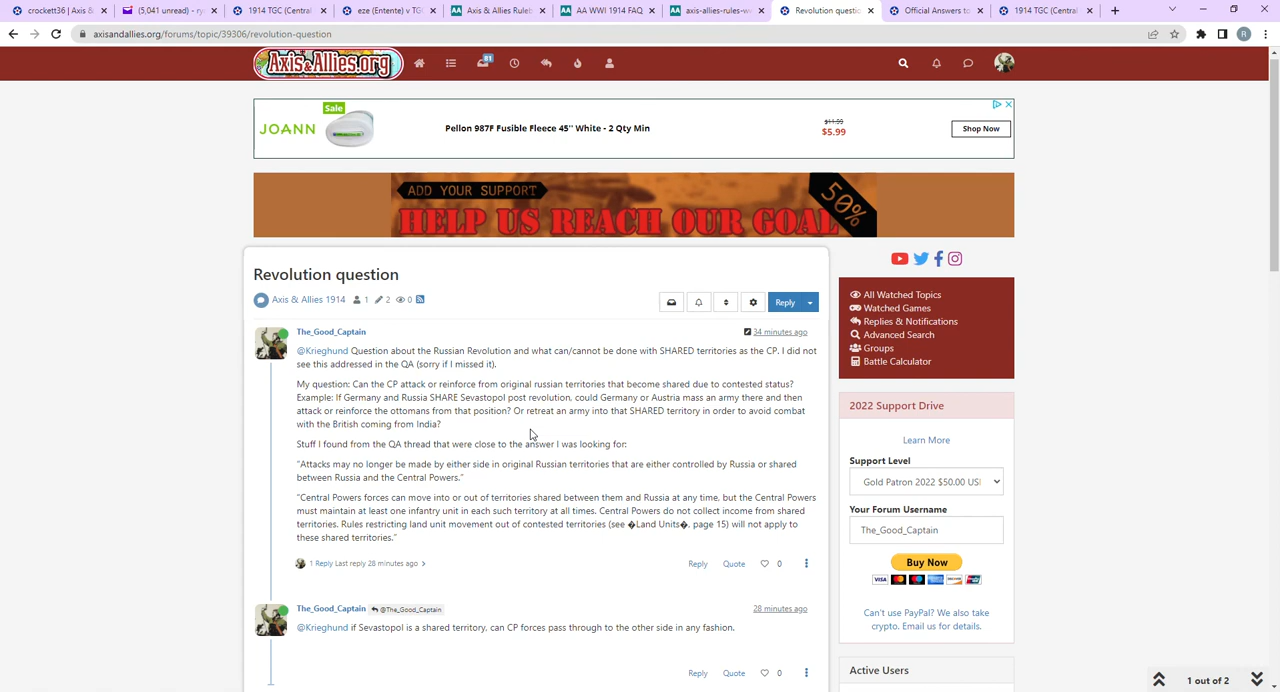 crockett36 | Axis &
(5,041 unread) - ry
1914 TGC (Central
eze (Entente) v TG
Axis & Allies Ruleb
AA WWI 1914 FAQ
axis-allies-rules-w
Revolution questio
Official Answers to
1914 TGC (Central
axisandallies.org/forums/topic/39306/revolution-question
R
Axis&Allies.org
81
Sale
JOANN
Pellon 987F Fusible Fleece 45'' White - 2 Qty Min
$11.99
$5.99
Shop Now
ADD YOUR SUPPORT
HELP US REACH OUR GOAL
50%
Revolution question
Axis & Allies 1914 1 2 0
Reply
The_Good_Captain
34 minutes ago
@Krieghund Question about the Russian Revolution and what can/cannot be done with SHARED territories as the CP. I did not
see this addressed in the QA (sorry if I missed it).
My question: Can the CP attack or reinforce from original russian territories that become shared due to contested status?
Example: If Germany and Russia SHARE Sevastopol post revolution, could Germany or Austria mass an army there and then
attack or reinforce the ottomans from that position? Or retreat an army into that SHARED territory in order to avoid combat
with the British coming from India?
Stuff I found from the QA thread that were close to the answer I was looking for:
"Attacks may no longer be made by either side in original Russian territories that are either controlled by Russia or shared
between Russia and the Central Powers."
"Central Powers forces can move into or out of territories shared between them and Russia at any time, but the Central Powers
must maintain at least one infantry unit in each such territory at all times. Central Powers do not collect income from shared
territories. Rules restricting land unit movement out of contested territories (see �Land Units�, page 15) will not apply to
these shared territories."
1 Reply Last reply 28 minutes ago
Reply
Quote
0
The_Good_Captain
@The_Good_Captain
28 minutes ago
@Krieghund if Sevastopol is a shared territory, can CP forces pass through to the other side in any fashion.
Reply
Quote
0
All Watched Topics
Watched Games
Replies & Notifications
Advanced Search
Groups
Battle Calculator
2022 Support Drive
Learn More
Support Level
Gold Patron 2022 $50.00 USD
Your Forum Username
The_Good_Captain
Buy Now
VISA
Can't use PayPal? We also take
crypto. Email us for details.
Active Users
1 out of 2